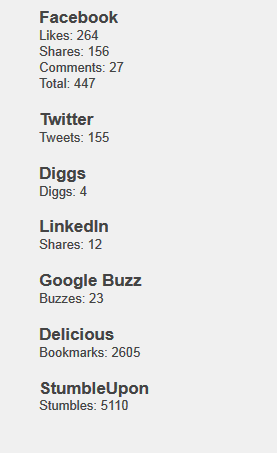 Facebook
Likes: 264
Shares: 156
Comments: 27
Total: 447
Twitter
Tweets: 155
Diggs
Diggs: 4
LinkedIn
Shares: 12
Google Buzz
Buzzes: 23
Delicious
Bookmarks: 2605
StumbleUpon
Stumbles: 5110